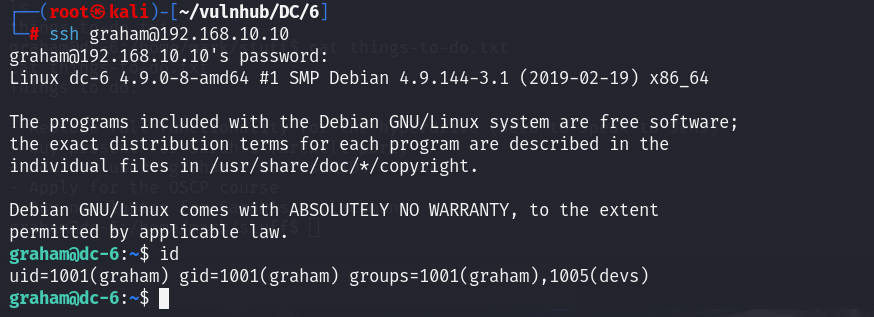 ┌──(root㉿kali)-[~/vulnhub/DC/6]
└─# ssh graham@192.168.10.10
graham@192.168.10.10's password:
Linux dc-6 4.9.0-8-amd64 #1 SMP Debian 4.9.144-3.1 (2019-02-19) x86_64
The programs included with the Debian GNU/Linux system are free software;
the exact distribution terms for each program are described in the
individual files in /usr/share/doc/*/copyright.
- Apply for the OSCP course
Debian GNU/Linux comes with ABSOLUTELY NO WARRANTY, to the extent
permitted by applicable law.
graham@dc-6:~$ id
uid=1001(graham) gid=1001(graham) groups=1001(graham),1005(devs)
graham@dc-6:~$